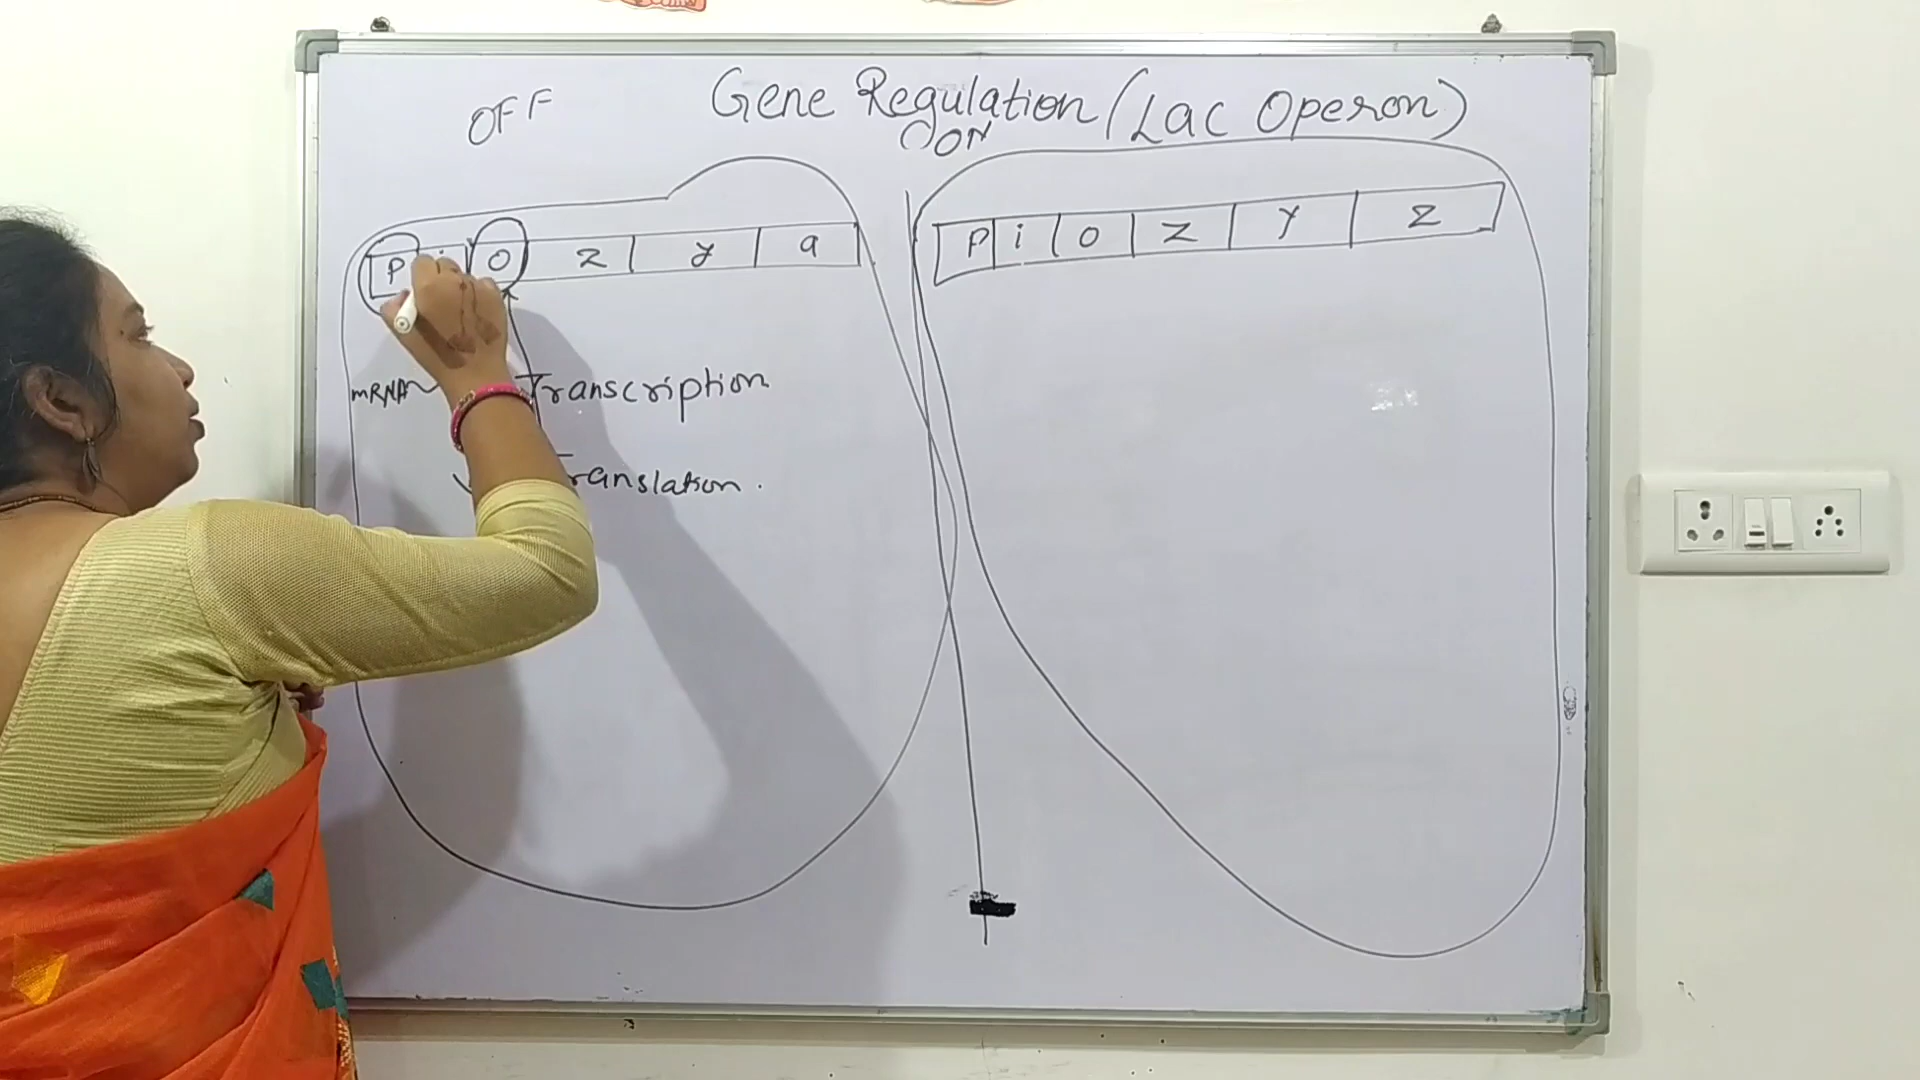 OFF
Gene Regulation (Lac Operon)
ON
P i O z y a
P i O Z Y Z
mRNA Transcription
Translation.